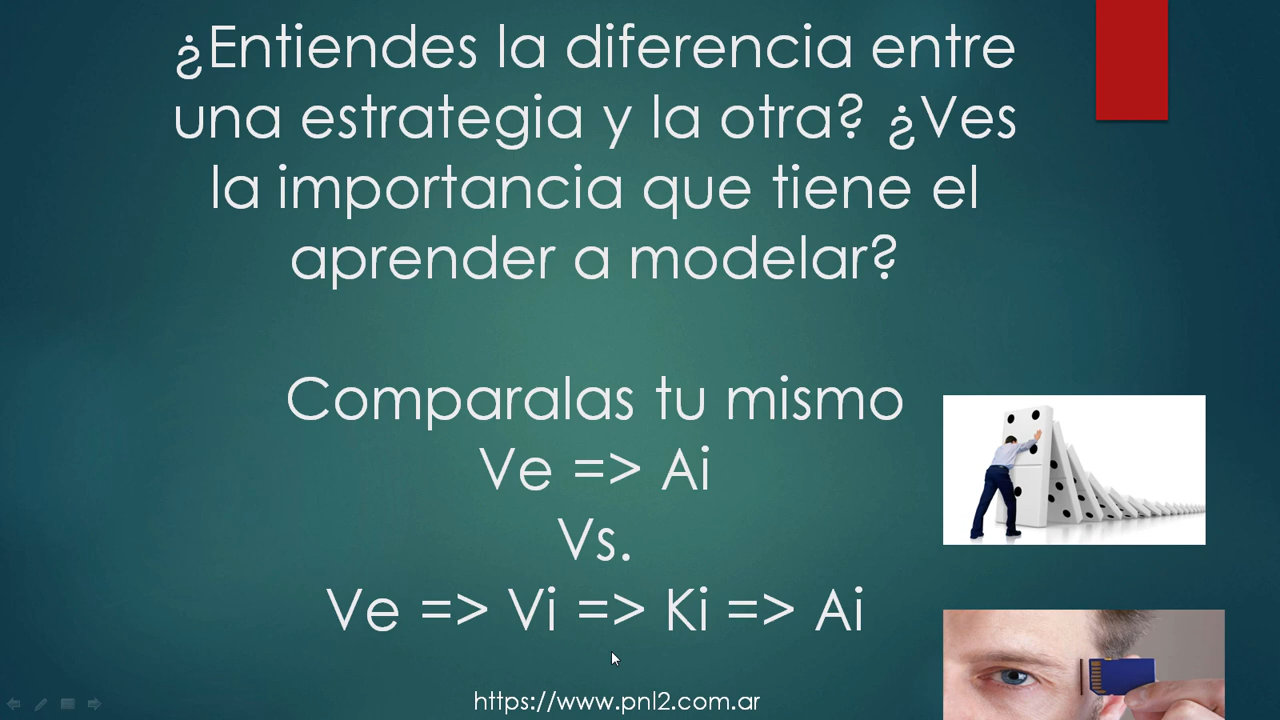 ¿Entiendes la diferencia entre
una estrategia y la otra? ¿Ves
la importancia que tiene el
aprender a modelar?
Comparalas tu mismo
Ve => Ai
Vs.
Ve => Vi => Ki => Ai
https://www.pnl2.com.ar